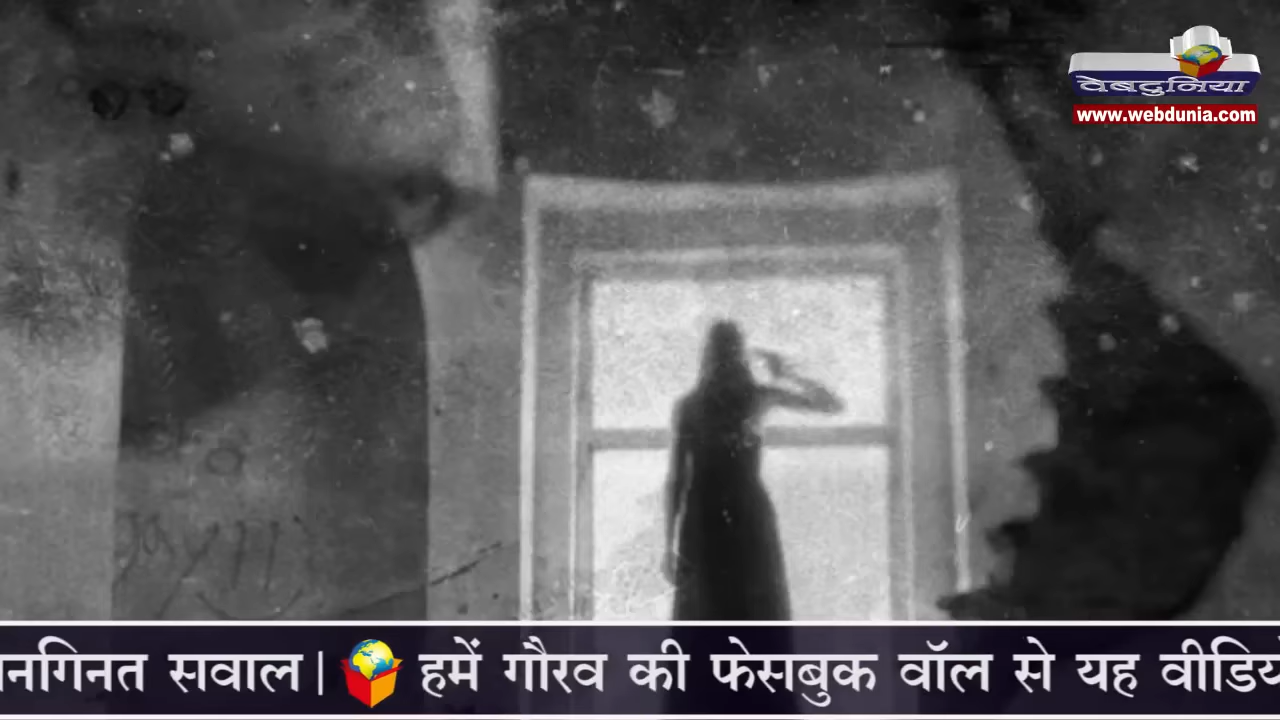 वेबदुनिया
www.webdunia.com
नगिनत सवाल| हमें गौरव की फेसबुक वॉल से यह